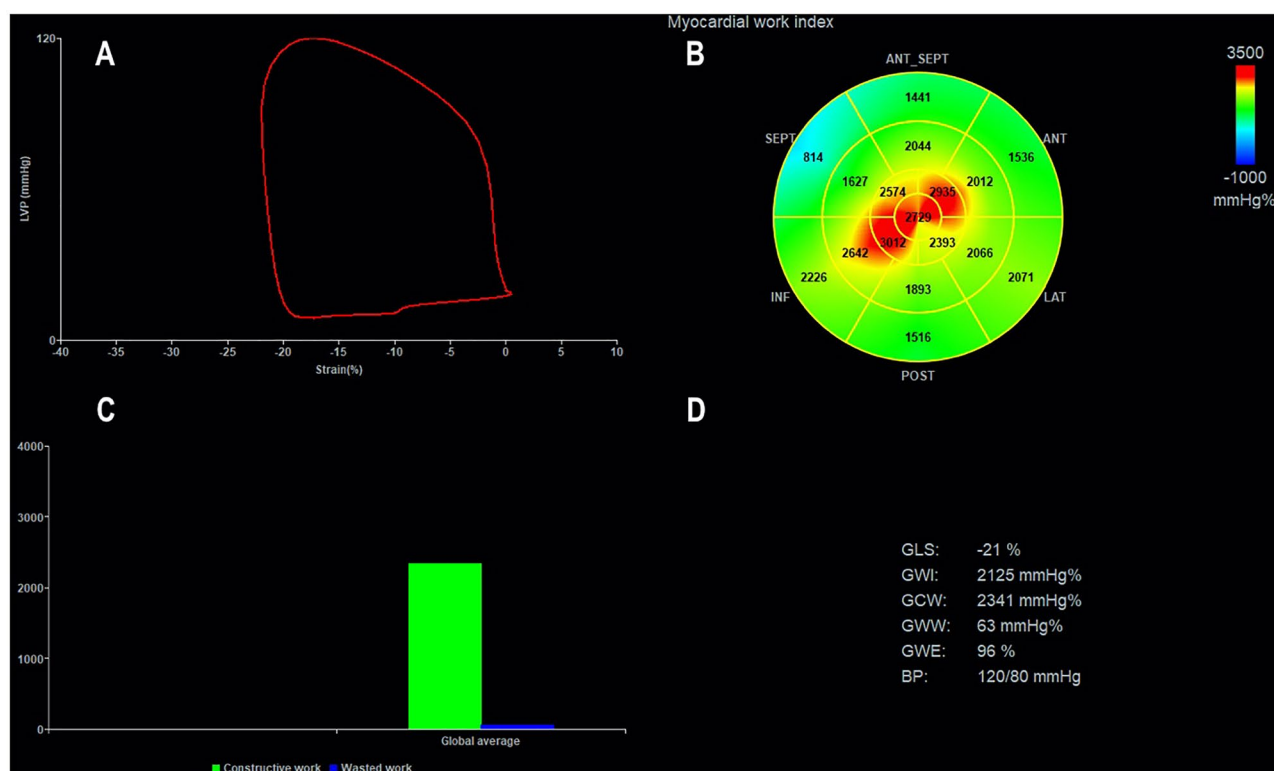 Myocardial work index
A
120
LVP (mmHg)
0
-40 -35 -30 -25 -20 -15 -10 -5 0 5 10
Strain(%)
B
ANT_SEPT
SEPT
ANT
INF
LAT
POST
1441
814
1536
2044
1627
2012
2574
2935
2729
3012
2393
2642
2066
2226
2071
1893
1516
3500
-1000
mmHg%
C
4000
3000
2000
1000
0
Global average
Constructive work Wasted work
D
GLS: -21 %
GWI: 2125 mmHg%
GCW: 2341 mmHg%
GWW: 63 mmHg%
GWE: 96 %
BP: 120/80 mmHg